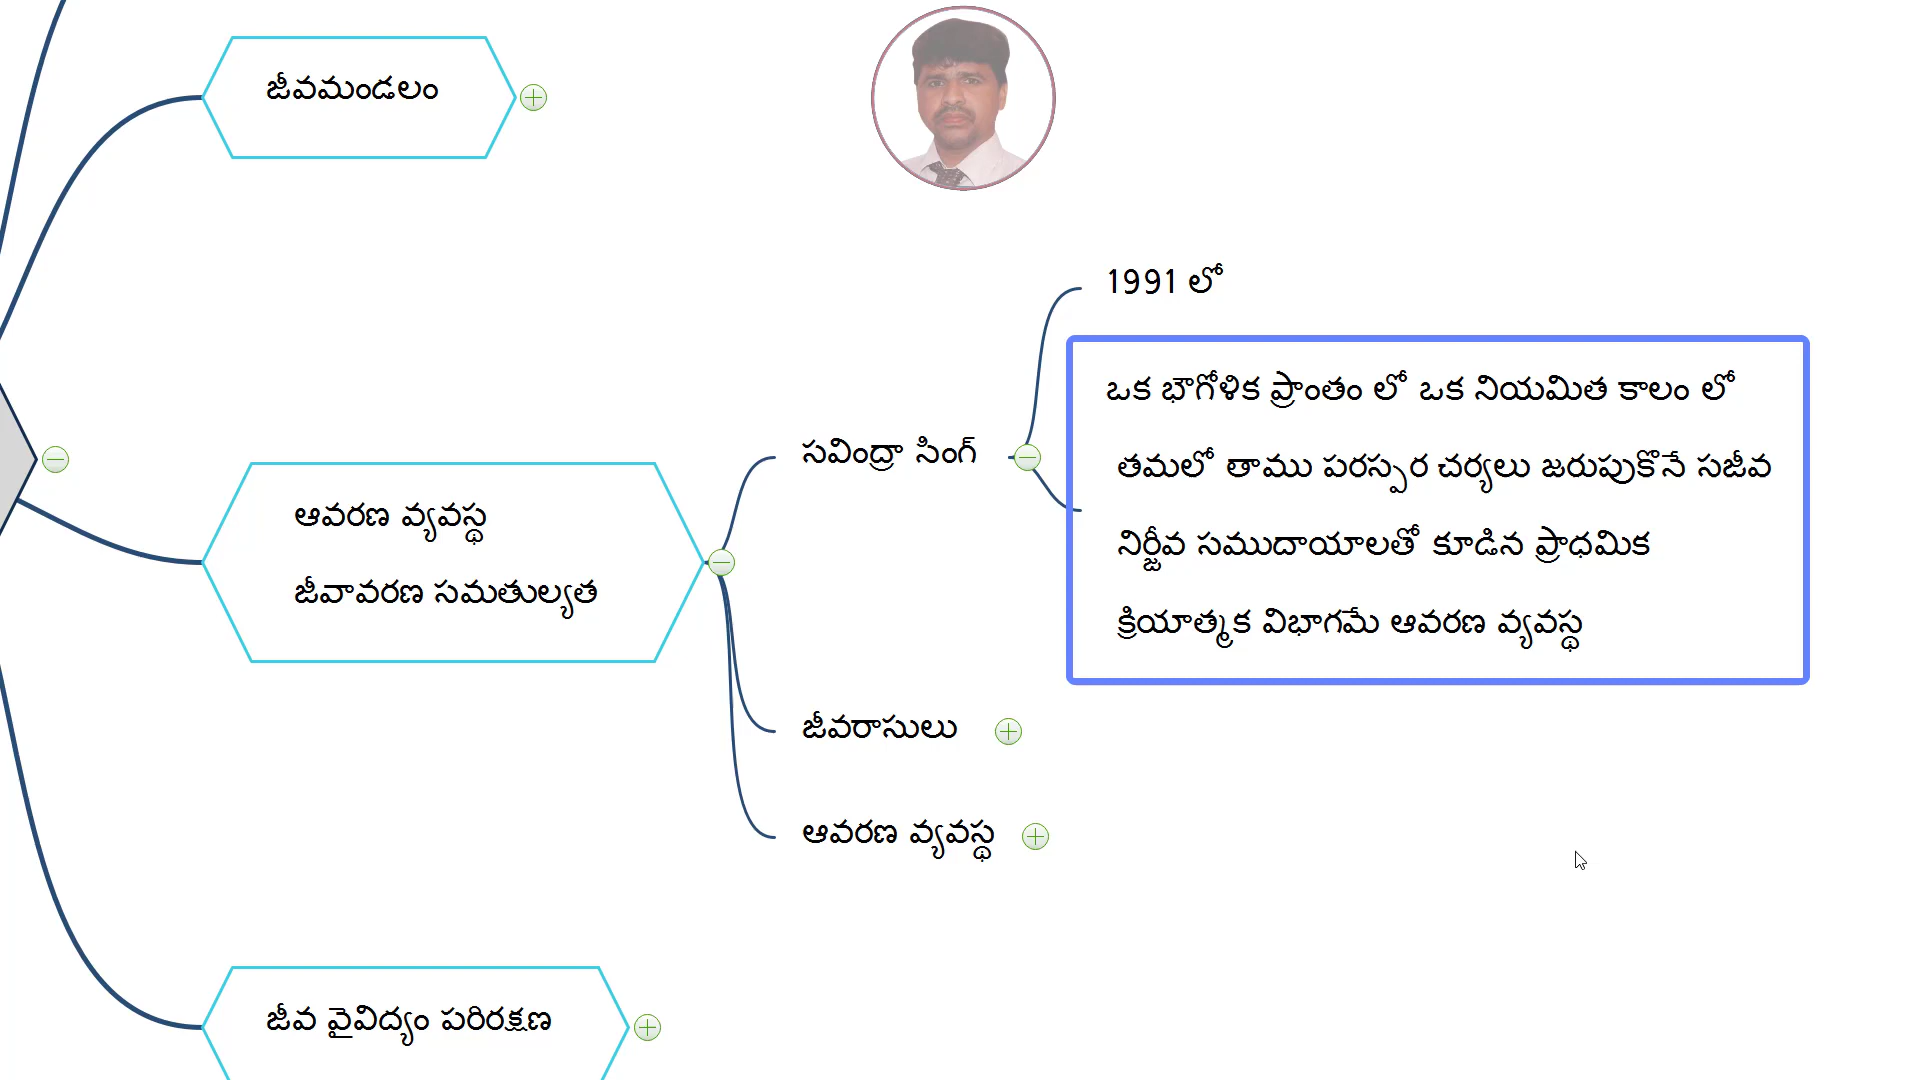 జీవమండలం
1991 లో
ఒక భౌగోళిక ప్రాంతం లో ఒక నియమిత కాలం లో
తమలో తాము పరస్పర చర్యలు జరుపుకొనే సజీవ
నిర్జీవ సముదాయాలతో కూడిన ప్రాధమిక
క్రియాత్మక విభాగమే ఆవరణ వ్యవస్థ
సవింద్రా సింగ్
ఆవరణ వ్యవస్థ
జీవావరణ సమతుల్యత
జీవరాసులు
ఆవరణ వ్యవస్థ
జీవ వైవిద్యం పరిరక్షణ